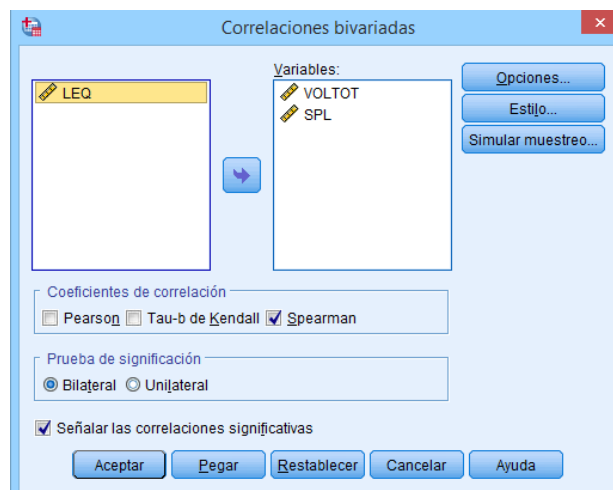 Correlaciones bivariadas
LEQ
Variables:
VOLTOT
SPL
Opciones...
Estilo...
Simular muestreo...
Coeficientes de correlación
Pearson Tau-b de Kendall Spearman
Prueba de significación
Bilateral Unilateral
Señalar las correlaciones significativas
Aceptar Pegar Restablecer Cancelar Ayuda